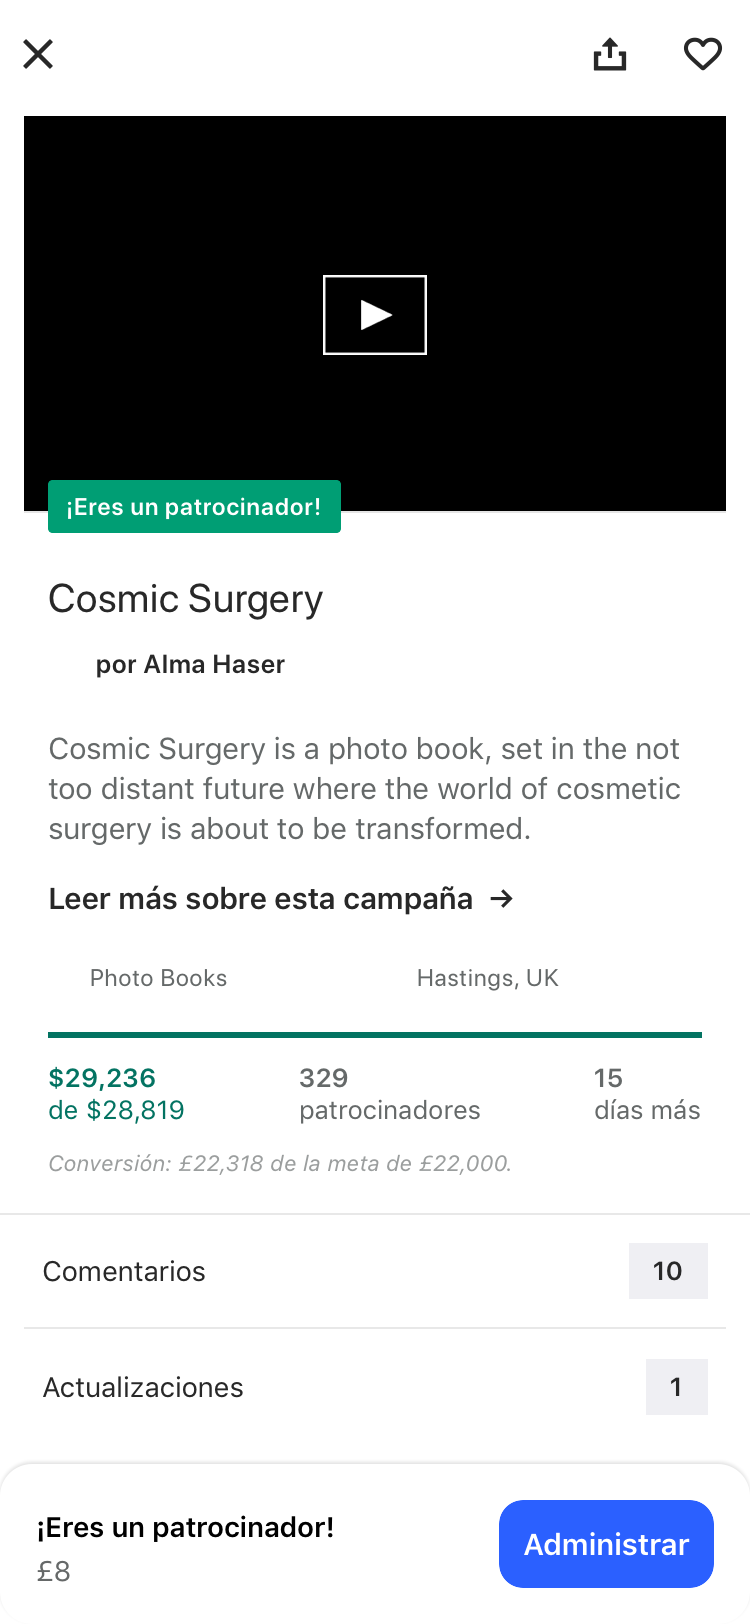 ¡Eres un patrocinador!
Cosmic Surgery
por Alma Haser
Cosmic Surgery is a photo book, set in the not
too distant future where the world of cosmetic
surgery is about to be transformed.
Leer más sobre esta campaña →
Photo Books
Hastings, UK
$29,236
de $28,819
329
patrocinadores
15
días más
Conversión: £22,318 de la meta de £22,000.
Comentarios
10
Actualizaciones
1
¡Eres un patrocinador!
£8
Administrar